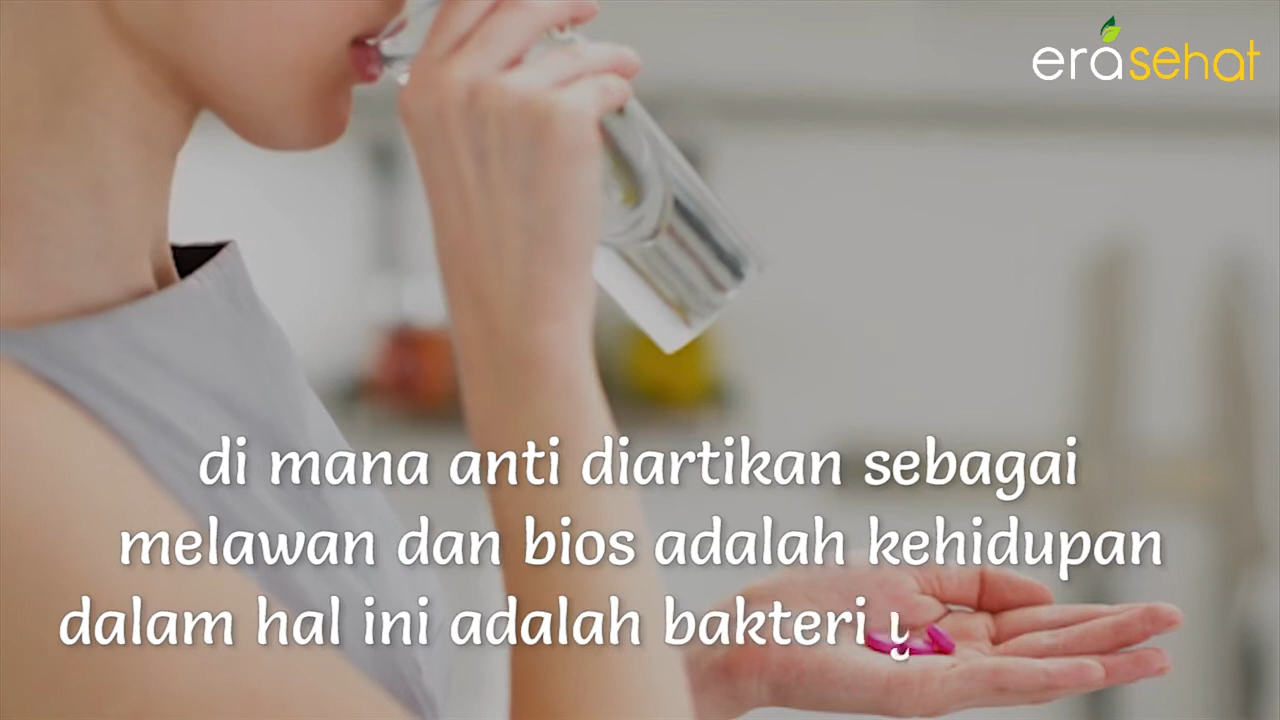 erasehat
di mana anti diartikan sebagai
melawan dan bios adalah kehidupan
dalam hal ini adalah bakteri